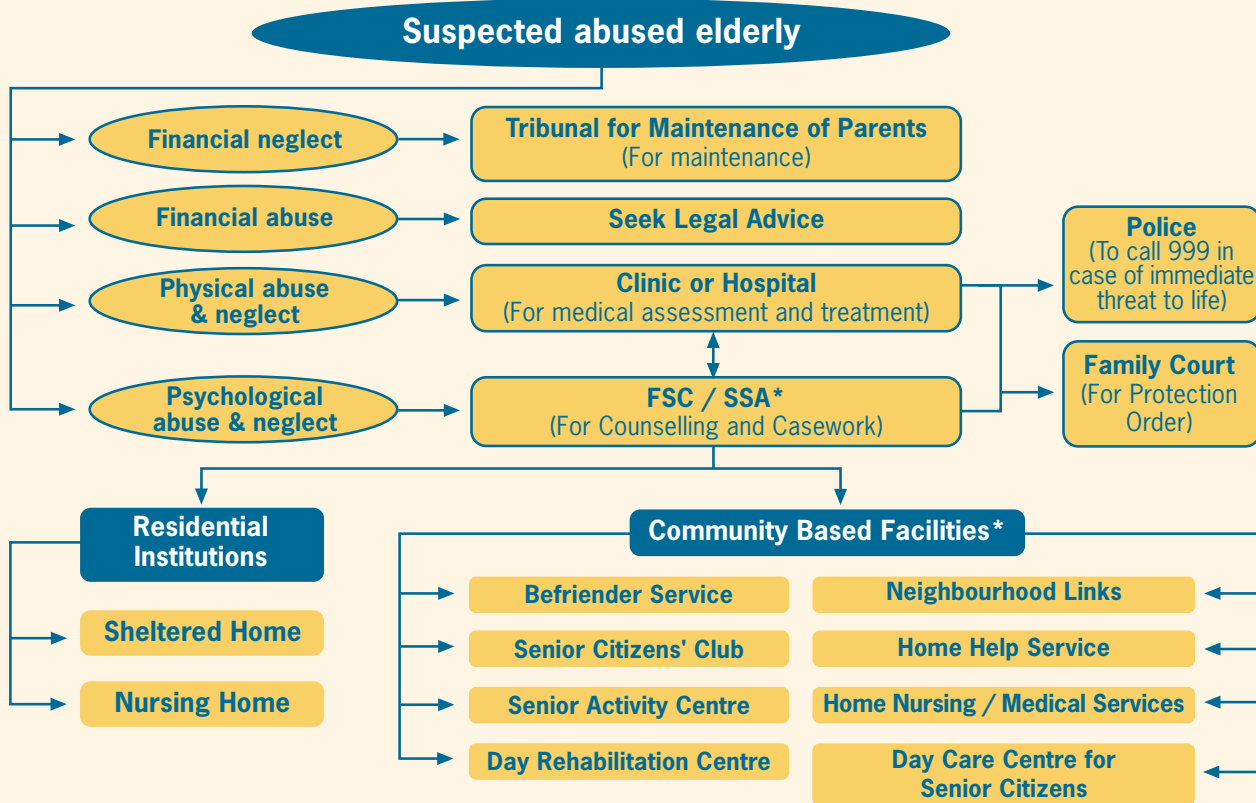 Suspected abused elderly
Financial neglect
Tribunal for Maintenance of Parents
(For maintenance)
Financial abuse
Seek Legal Advice
Physical abuse
& neglect
Clinic or Hospital
(For medical assessment and treatment)
Police
(To call 999 in
case of immediate
threat to life)
Psychological
abuse & neglect
FSC / SSA*
(For Counselling and Casework)
Family Court
(For Protection
Order)
Residential
Institutions
Sheltered Home
Nursing Home
Community Based Facilities*
Befriender Service
Senior Citizens' Club
Senior Activity Centre
Day Rehabilitation Centre
Neighbourhood Links
Home Help Service
Home Nursing / Medical Services
Day Care Centre for
Senior Citizens